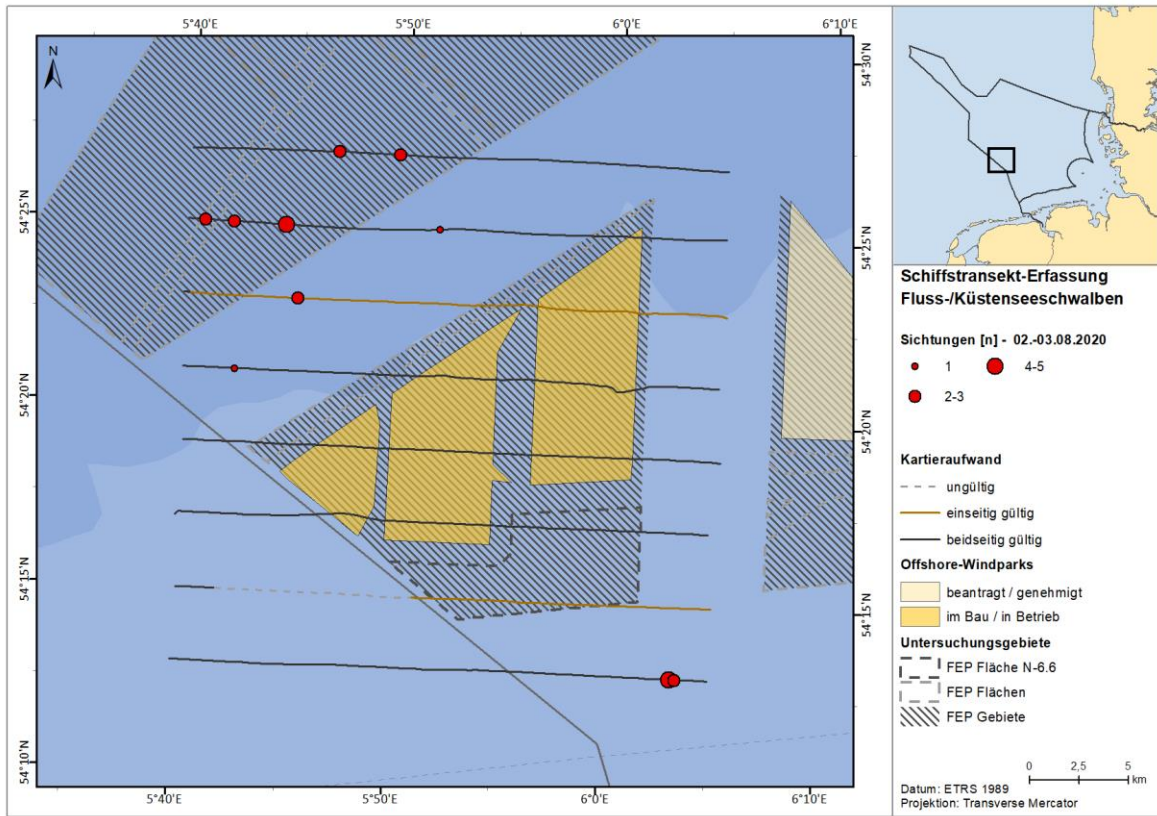 5°40'E 5°50'E 6°0'E 6°10'E
N
54°30'N
54°25'N
54°25'N
54°20'N
54°20'N
54°15'N
54°15'N
54°10'N
5°40'E 5°50'E 6°0'E 6°10'E
Schiffstransekt-Erfassung
Fluss-/Küstenseeschwalben
Sichtungen [n] - 02.-03.08.2020
1 4-5
2-3
Kartieraufwand
ungültig
einseitig gültig
beidseitig gültig
Offshore-Windparks
beantragt / genehmigt
im Bau / in Betrieb
Untersuchungsgebiete
FEP Fläche N-6.6
FEP Flächen
FEP Gebiete
0 2,5 5
km
Datum: ETRS 1989
Projektion: Transverse Mercator